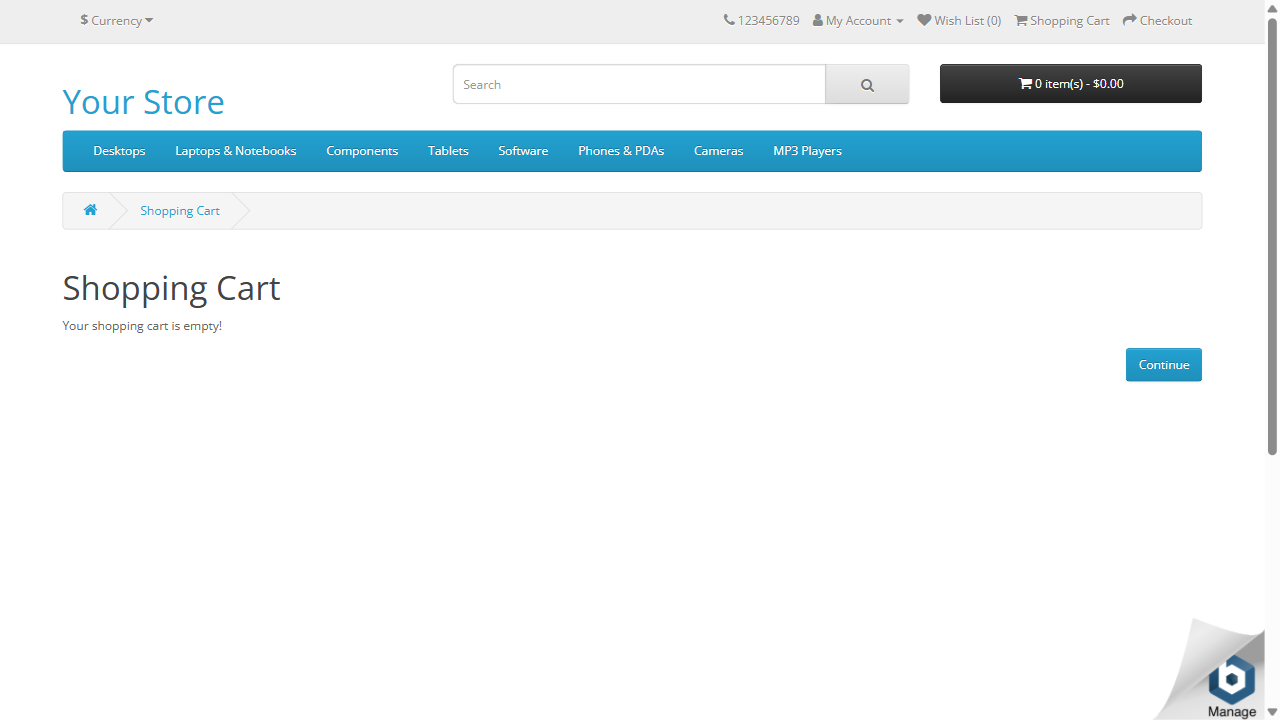 $ Currency
123456789 My Account Wish List (0) Shopping Cart Checkout
Your Store
Search
0 item(s) - $0.00
Desktops Laptops & Notebooks Components Tablets Software Phones & PDAs Cameras MP3 Players
Shopping Cart
Shopping Cart
Your shopping cart is empty!
Continue
Manage